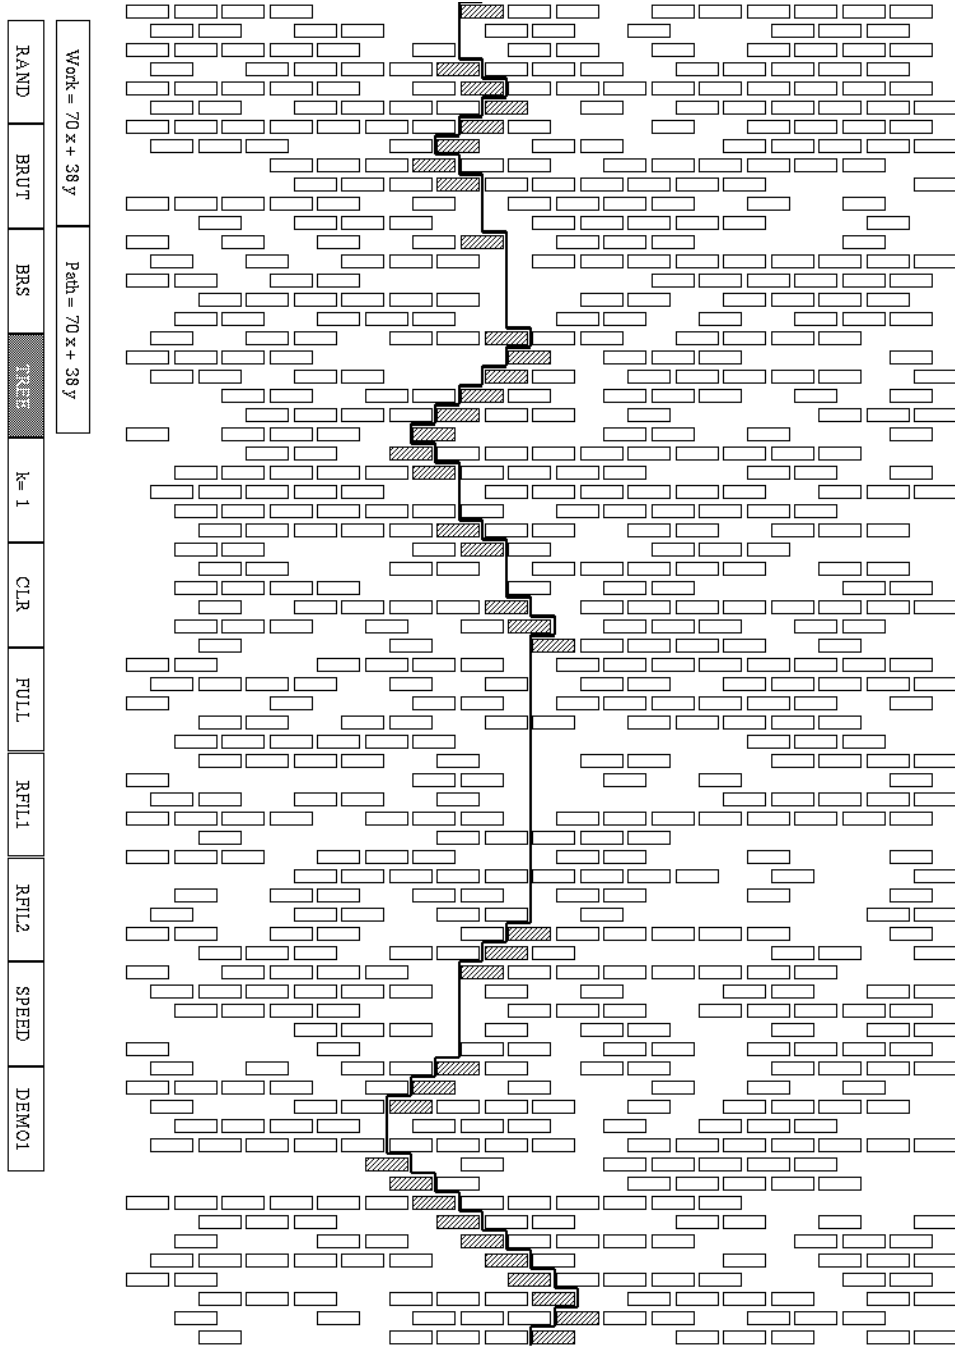 Work = 70 x + 38 y
Path = 70 x + 38 y
RAND
BRUT
BRS
TREE
k= 1
CLR
FULL
RFIL1
RFIL2
SPEED
DEMO1